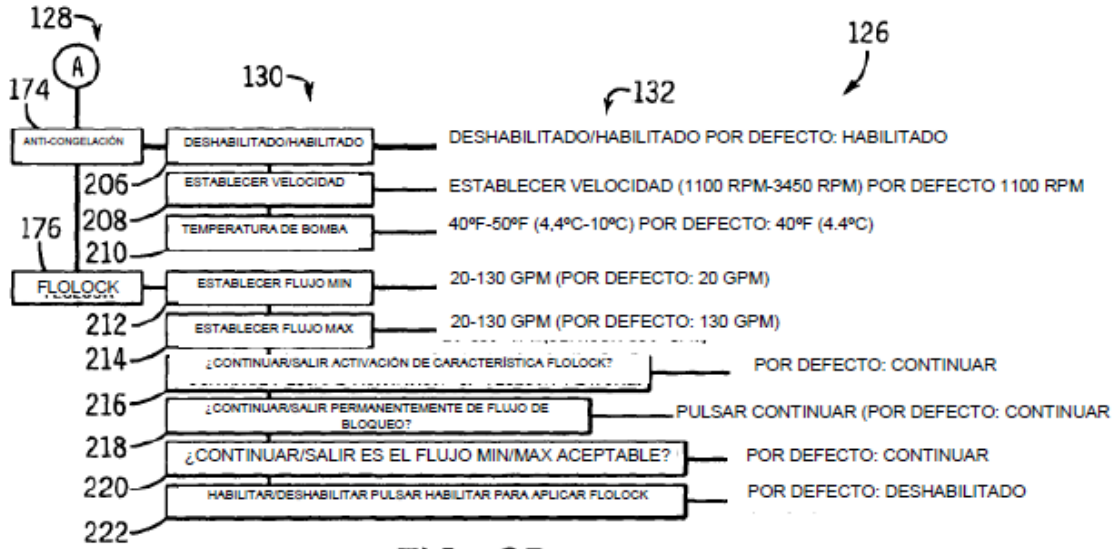 128
A
126
130
132
174
ANTI-CONGELACIÓN
DESHABILITADO/HABILITADO
DESHABILITADO/HABILITADO POR DEFECTO: HABILITADO
206
ESTABLECER VELOCIDAD
ESTABLECER VELOCIDAD (1100 RPM-3450 RPM) POR DEFECTO 1100 RPM
208
TEMPERATURA DE BOMBA
40ºF-50ºF (4,4ºC-10ºC) POR DEFECTO: 40ºF (4.4ºC)
210
176
FLOLOCK
ESTABLECER FLUJO MIN
20-130 GPM (POR DEFECTO: 20 GPM)
212
ESTABLECER FLUJO MAX
20-130 GPM (POR DEFECTO: 130 GPM)
214
¿CONTINUAR/SALIR ACTIVACIÓN DE CARACTERÍSTICA FLOLOCK?
POR DEFECTO: CONTINUAR
216
¿CONTINUAR/SALIR PERMANENTEMENTE DE FLUJO DE
BLOQUEO?
PULSAR CONTINUAR (POR DEFECTO: CONTINUAR
218
¿CONTINUAR/SALIR ES EL FLUJO MIN/MAX ACEPTABLE?
POR DEFECTO: CONTINUAR
220
HABILITAR/DESHABILITAR PULSAR HABILITAR PARA APLICAR FLOLOCK
POR DEFECTO: DESHABILITADO
222